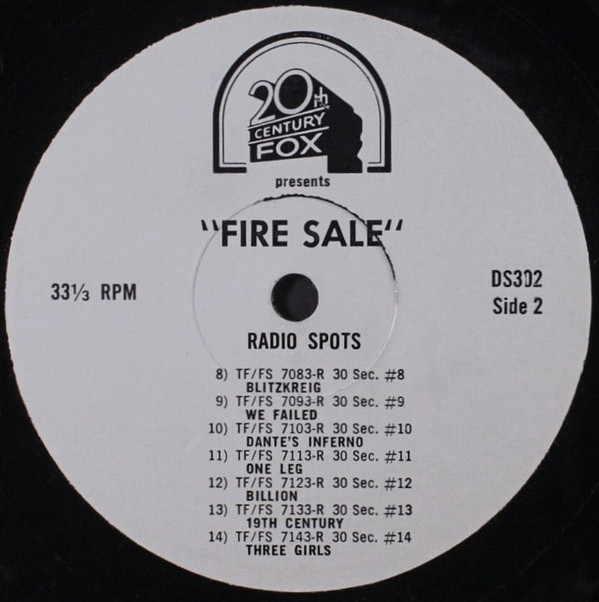 20th
CENTURY
FOX
presents
"FIRE SALE"
33⅓ RPM
DS302
Side 2
RADIO SPOTS
8) TF/FS 7083-R 30 Sec. #8
BLITZKREIG
9) TF/FS 7093-R 30 Sec. #9
WE FAILED
10) TF/FS 7103-R 30 Sec. #10
DANTE'S INFERNO
11) TF/FS 7113-R 30 Sec. #11
ONE LEG
12) TF/FS 7123-R 30 Sec. #12
BILLION
13) TF/FS 7133-R 30 Sec. #13
19TH CENTURY
14) TF/FS 7143-R 30 Sec. #14
THREE GIRLS